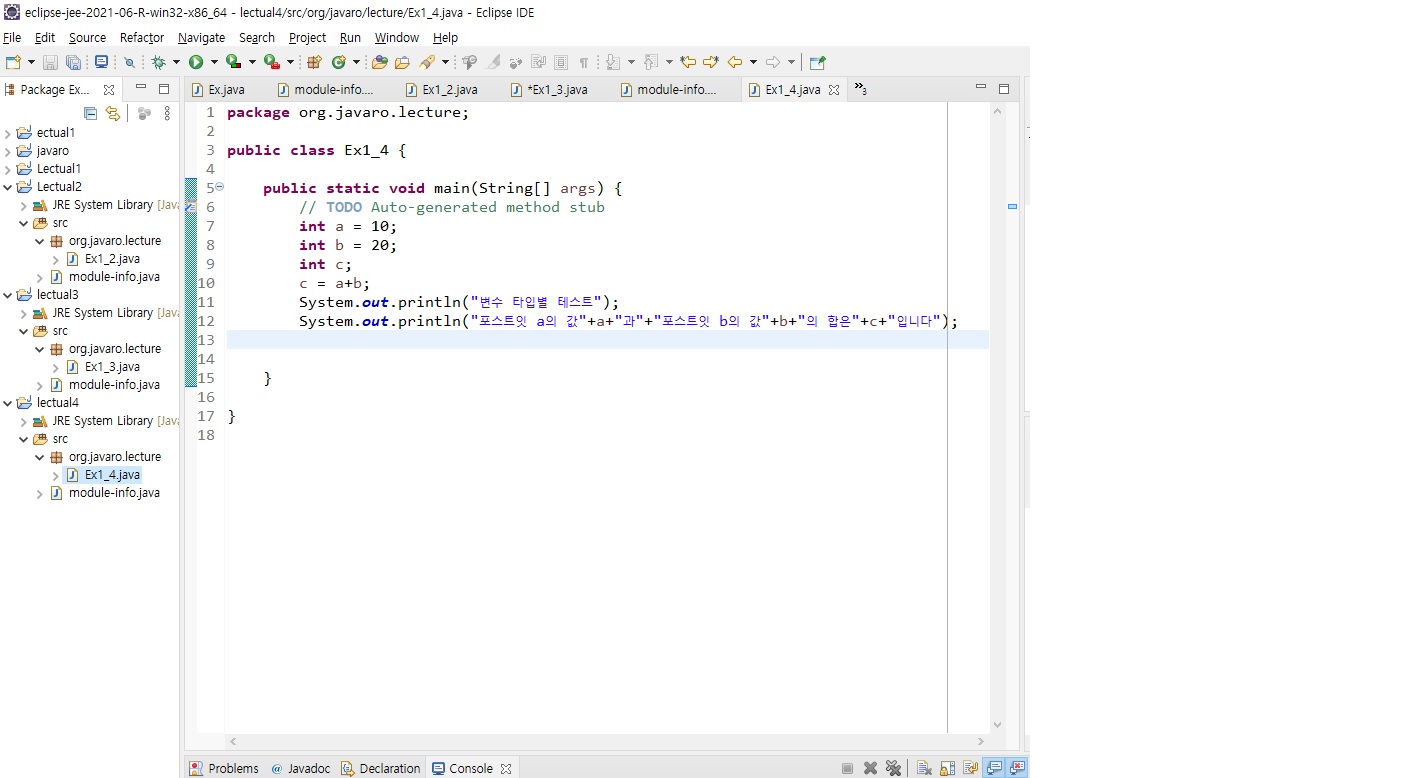 eclipse-jee-2021-06-R-win32-x86_64 - lectual4/src/org/javaro/lecture/Ex1_4.java - Eclipse IDE
File Edit Source Refactor Navigate Search Project Run Window Help
Package Ex...
Ex.java module-info.... Ex1_2.java *Ex1_3.java module-info.... Ex1_4.java »3
ectual1
javaro
Lectual1
Lectual2
JRE System Library [Java
src
org.javaro.lecture
Ex1_2.java
module-info.java
lectual3
JRE System Library [Java
src
org.javaro.lecture
Ex1_3.java
module-info.java
lectual4
JRE System Library [Java
src
org.javaro.lecture
Ex1_4.java
module-info.java
1 package org.javaro.lecture;
2
3 public class Ex1_4 {
4
5 public static void main(String[] args) {
6 // TODO Auto-generated method stub
7 int a = 10;
8 int b = 20;
9 int c;
10 c = a+b;
11 System.out.println("변수 타입별 테스트");
12 System.out.println("포스트잇 a의 값"+a+"과"+"포스트잇 b의 값"+b+"의 합은"+c+"입니다");
13
14
15 }
16
17 }
18
Problems @ Javadoc Declaration Console